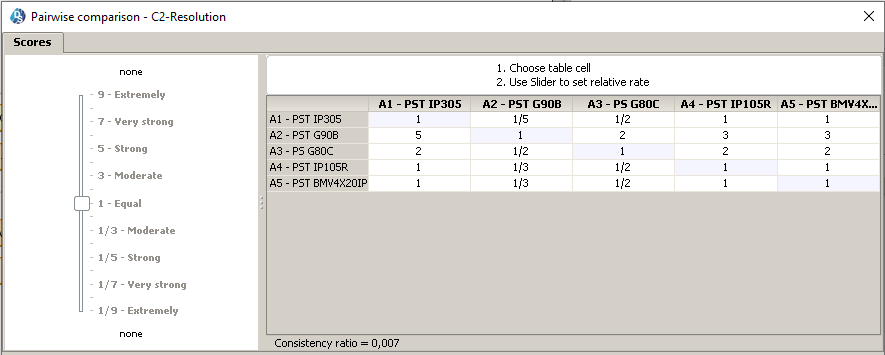 Pairwise comparison - C2-Resolution
Scores
none
9 - Extremely
7 - Very strong
5 - Strong
3 - Moderate
1 - Equal
1/3 - Moderate
1/5 - Strong
1/7 - Very strong
1/9 - Extremely
none
1. Choose table cell
2. Use Slider to set relative rate
A1 - PST IP305 A2 - PST G90B A3 - PS G80C A4 - PST IP105R A5 - PST BMV4X...
A1 - PST IP305 1 1/5 1/2 1 1
A2 - PST G90B 5 1 2 3 3
A3 - PS G80C 2 1/2 1 2 2
A4 - PST IP105R 1 1/3 1/2 1 1
A5 - PST BMV4X20IP 1 1/3 1/2 1 1
Consistency ratio = 0,007